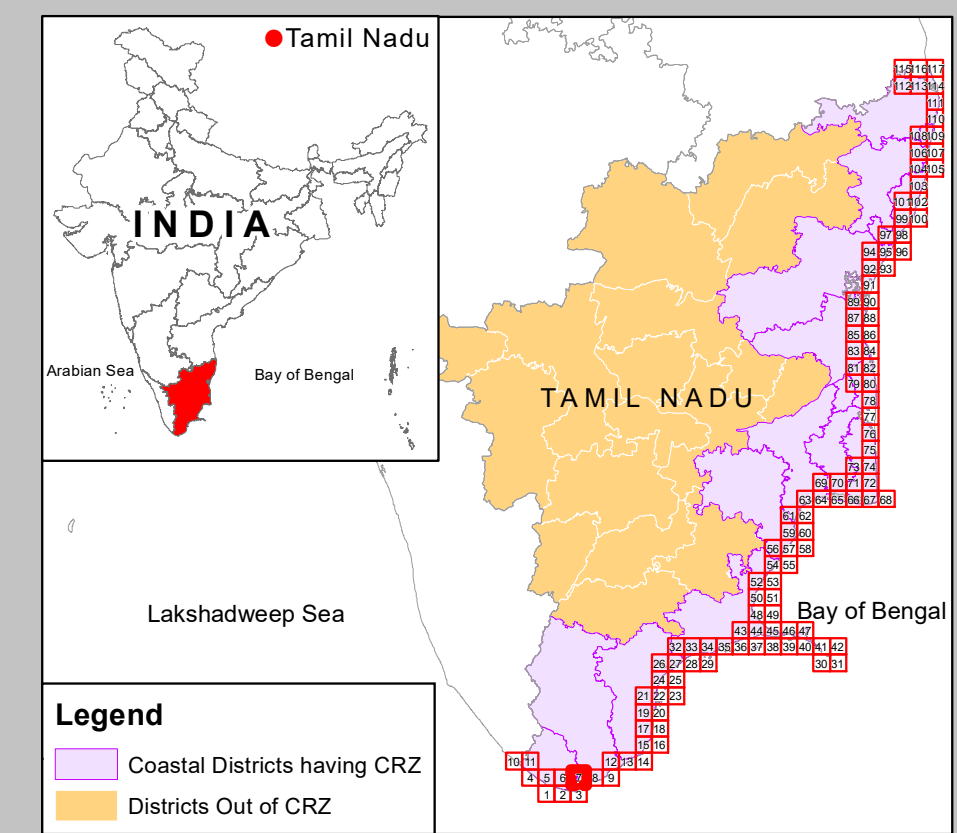 Tamil Nadu
INDIA
Arabian Sea
Bay of Bengal
115 116 117
112 113 114
111
110
108 109
106 107
104 105
103
101 102
99 100
97 98
94 95 96
92 93
91
89 90
87 88
85 86
83 84
81 82
79 80
TAMIL NADU
78
77
76
75
73 74
69 70 71 72
63 64 65 66 67 68
61 62
59 60
56 57 58
54 55
52 53
50 51
48 49
Lakshadweep Sea
Bay of Bengal
43 44 45 46 47
32 33 34 35 36 37 38 39 40 41 42
26 27 28 29 30 31
24 25
21 22 23
19 20
17 18
15 16
10 11 12 13 14
4 5 6 7 8 9
1 2 3
Legend
Coastal Districts having CRZ
Districts Out of CRZ